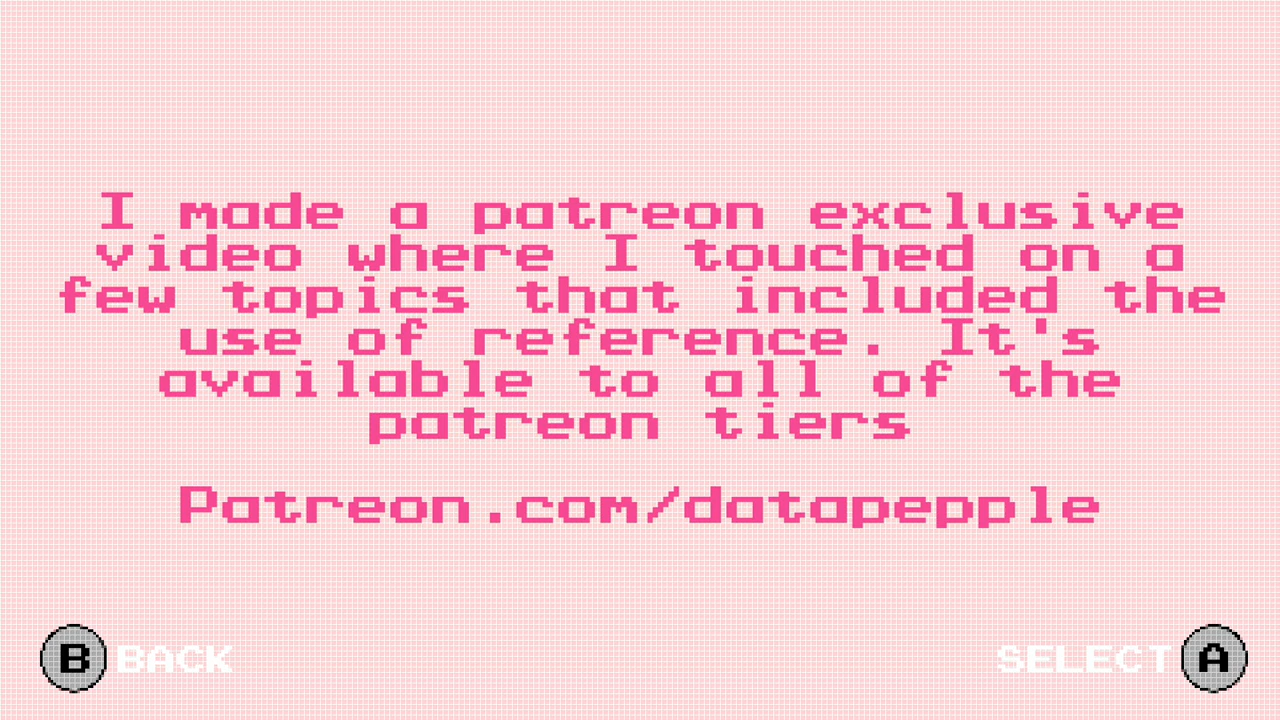 I made a patreon exclusive
video where I touched on a
few topics that included the
use of reference. It's
available to all of the
patreon tiers
Patreon.com/datapepple
B BACK
SELECT A